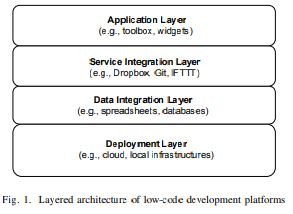 Application Layer
(e.g., toolbox, widgets)
Service Integration Layer
(e.g., Dropbox, Git, IFTTT)
Data Integration Layer
(e.g., spreadsheets, databases)
Deployment Layer
(e.g., cloud, local infrastructures)
Fig. 1. Layered architecture of low-code development platforms